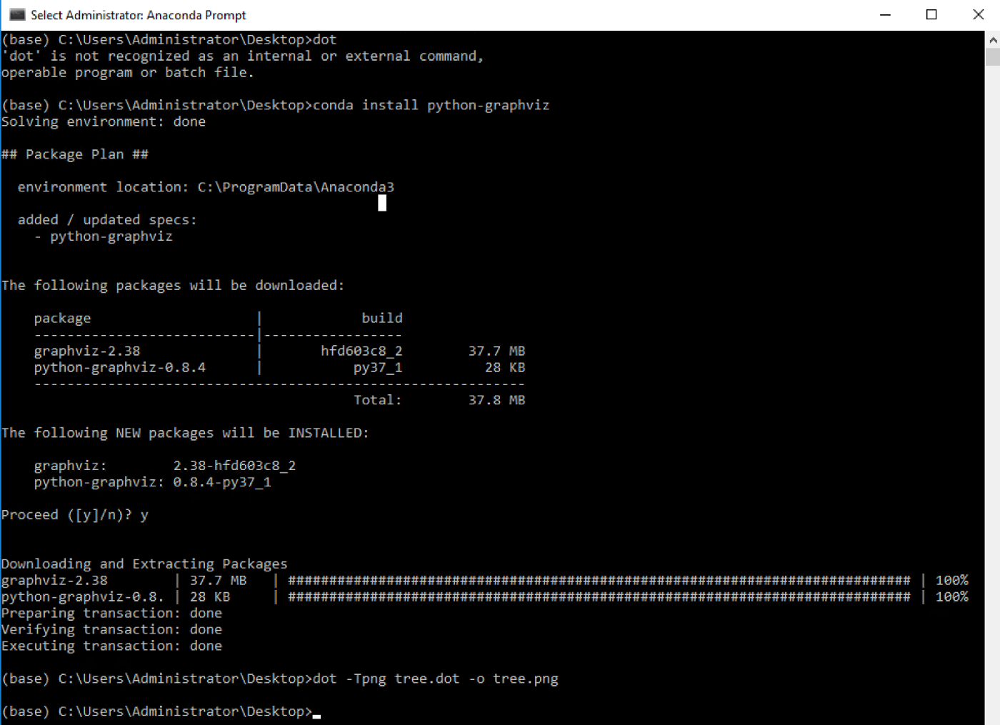 Select Administrator: Anaconda Prompt
(base) C:\Users\Administrator\Desktop>dot
'dot' is not recognized as an internal or external command,
operable program or batch file.
(base) C:\Users\Administrator\Desktop>conda install python-graphviz
Solving environment: done
## Package Plan ##
environment location: C:\ProgramData\Anaconda3
added / updated specs:
- python-graphviz
The following packages will be downloaded:
package | build
---------------------------|-----------------
graphviz-2.38 | hfd603c8_2 37.7 MB
python-graphviz-0.8.4 | py37_1 28 KB
------------------------------------------------------------
Total: 37.8 MB
The following NEW packages will be INSTALLED:
graphviz: 2.38-hfd603c8_2
python-graphviz: 0.8.4-py37_1
Proceed ([y]/n)? y
Downloading and Extracting Packages
graphviz-2.38 | 37.7 MB | ############################################################################ | 100%
python-graphviz-0.8. | 28 KB | ############################################################################ | 100%
Preparing transaction: done
Verifying transaction: done
Executing transaction: done
(base) C:\Users\Administrator\Desktop>dot -Tpng tree.dot -o tree.png
(base) C:\Users\Administrator\Desktop>